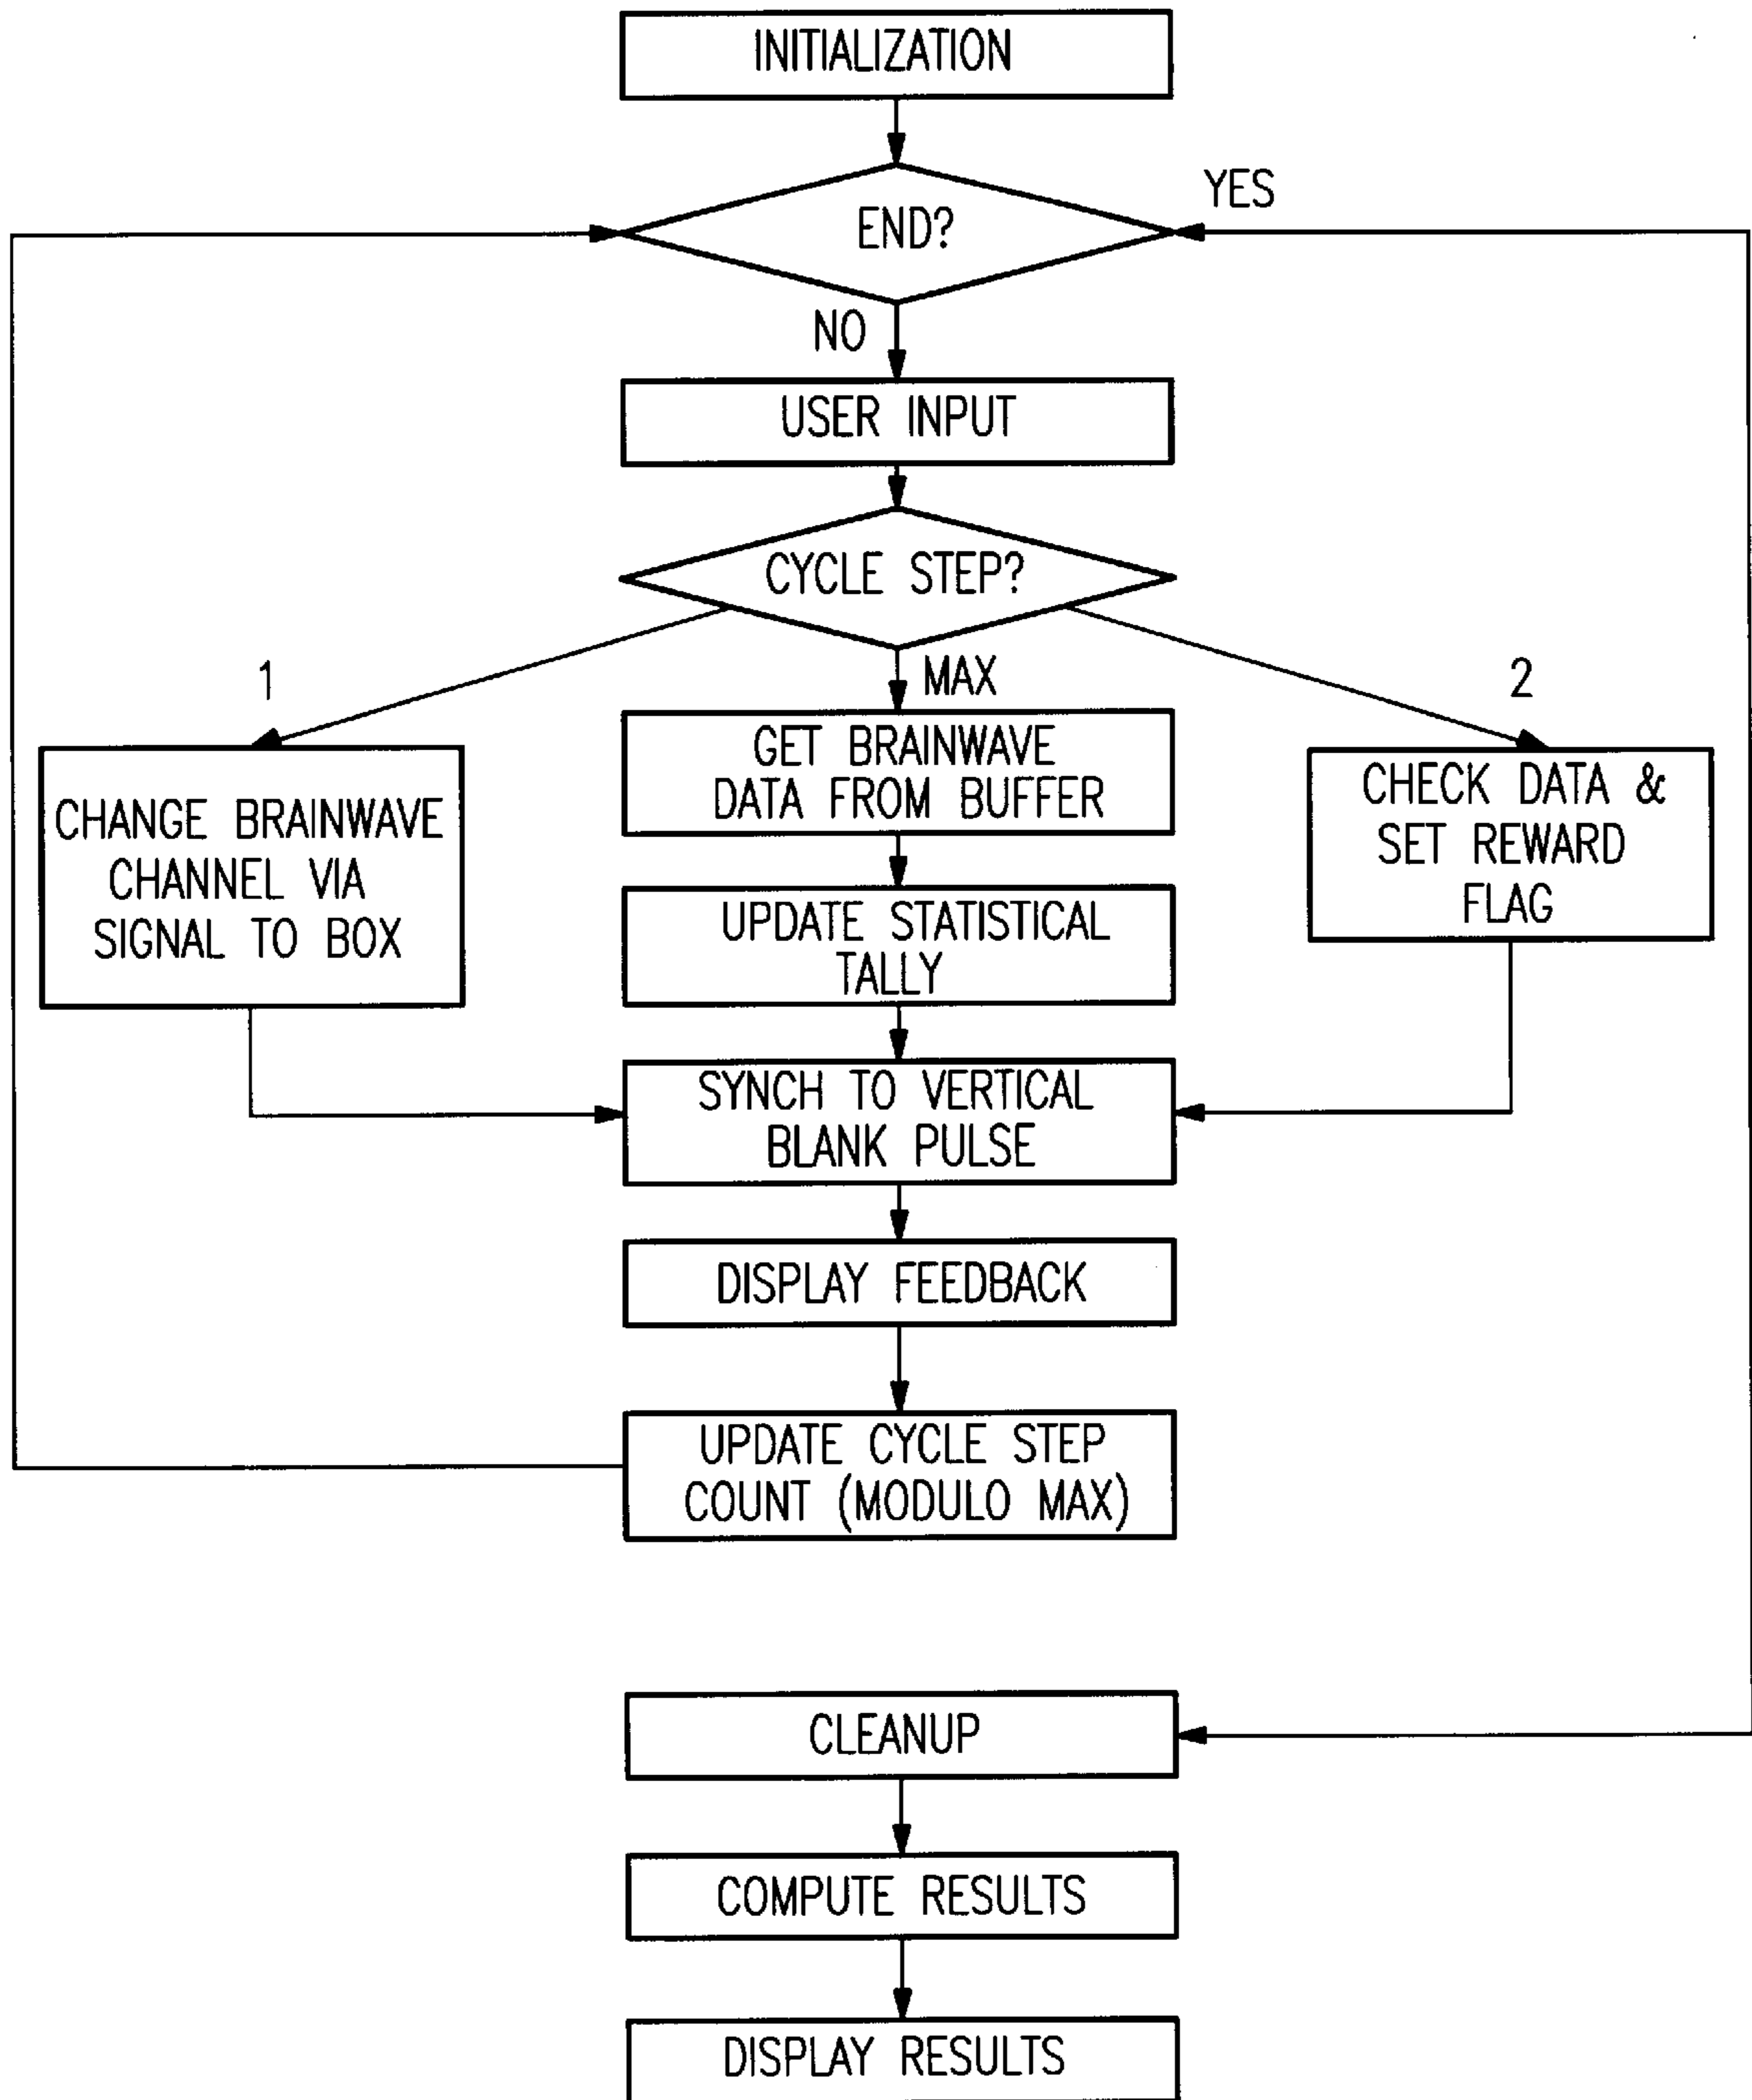 INITIALIZATION
YES
END?
NO
USER INPUT
CYCLE STEP?
1
MAX
2
CHANGE BRAINWAVE
CHANNEL VIA
SIGNAL TO BOX
GET BRAINWAVE
DATA FROM BUFFER
CHECK DATA &
SET REWARD
FLAG
UPDATE STATISTICAL
TALLY
SYNCH TO VERTICAL
BLANK PULSE
DISPLAY FEEDBACK
UPDATE CYCLE STEP
COUNT (MODULO MAX)
CLEANUP
COMPUTE RESULTS
DISPLAY RESULTS